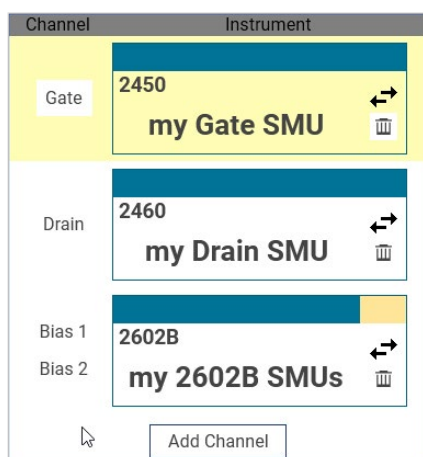 Channel Instrument
Gate
2450
my Gate SMU
Drain
2460
my Drain SMU
Bias 1
Bias 2
2602B
my 2602B SMUs
Add Channel